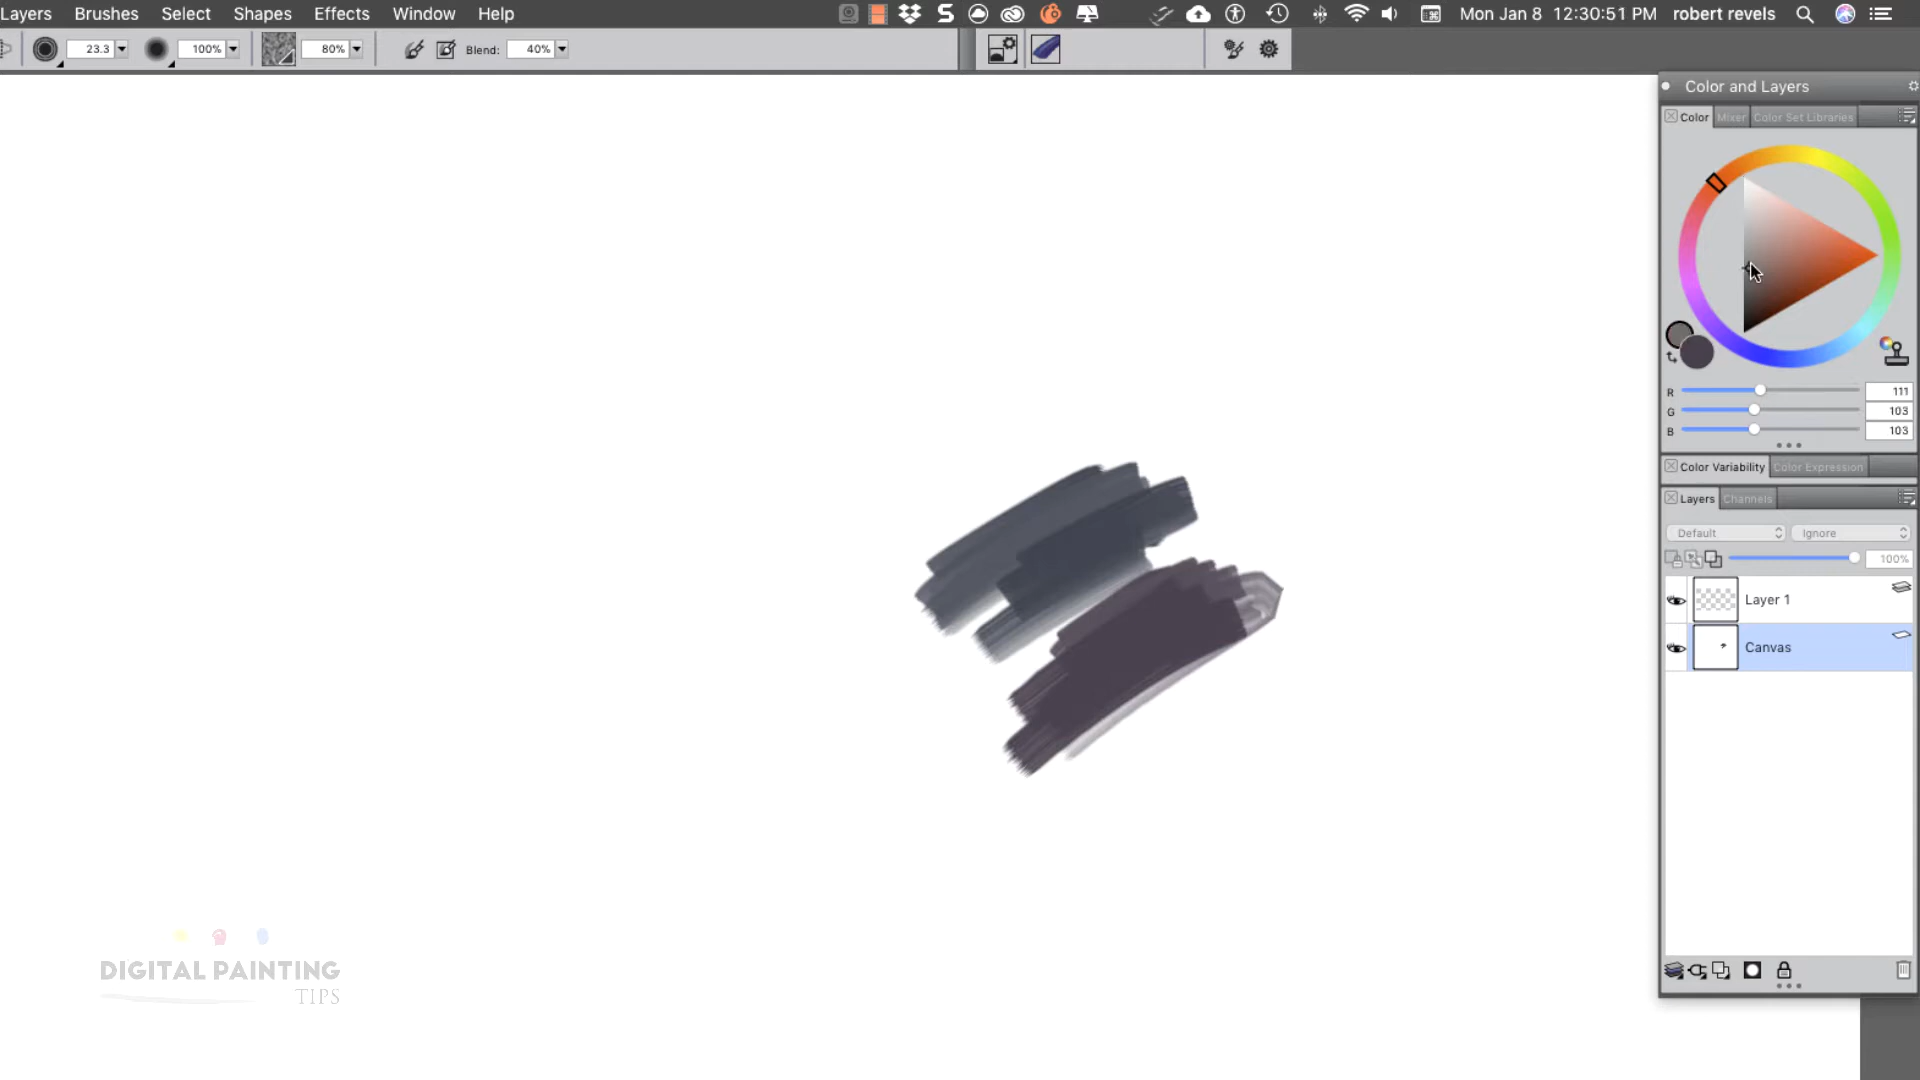 Layers Brushes Select Shapes Effects Window Help Mon Jan 8 12:30:51 PM robert revels
23.3 100% 80% Blend: 40%
Color and Layers
Color Mixer Color Set Libraries
R 111
G 103
B 103
Color Variability Color Expression
Layers Channels
Default Ignore
100%
Layer 1
Canvas
DIGITAL PAINTING
TIPS